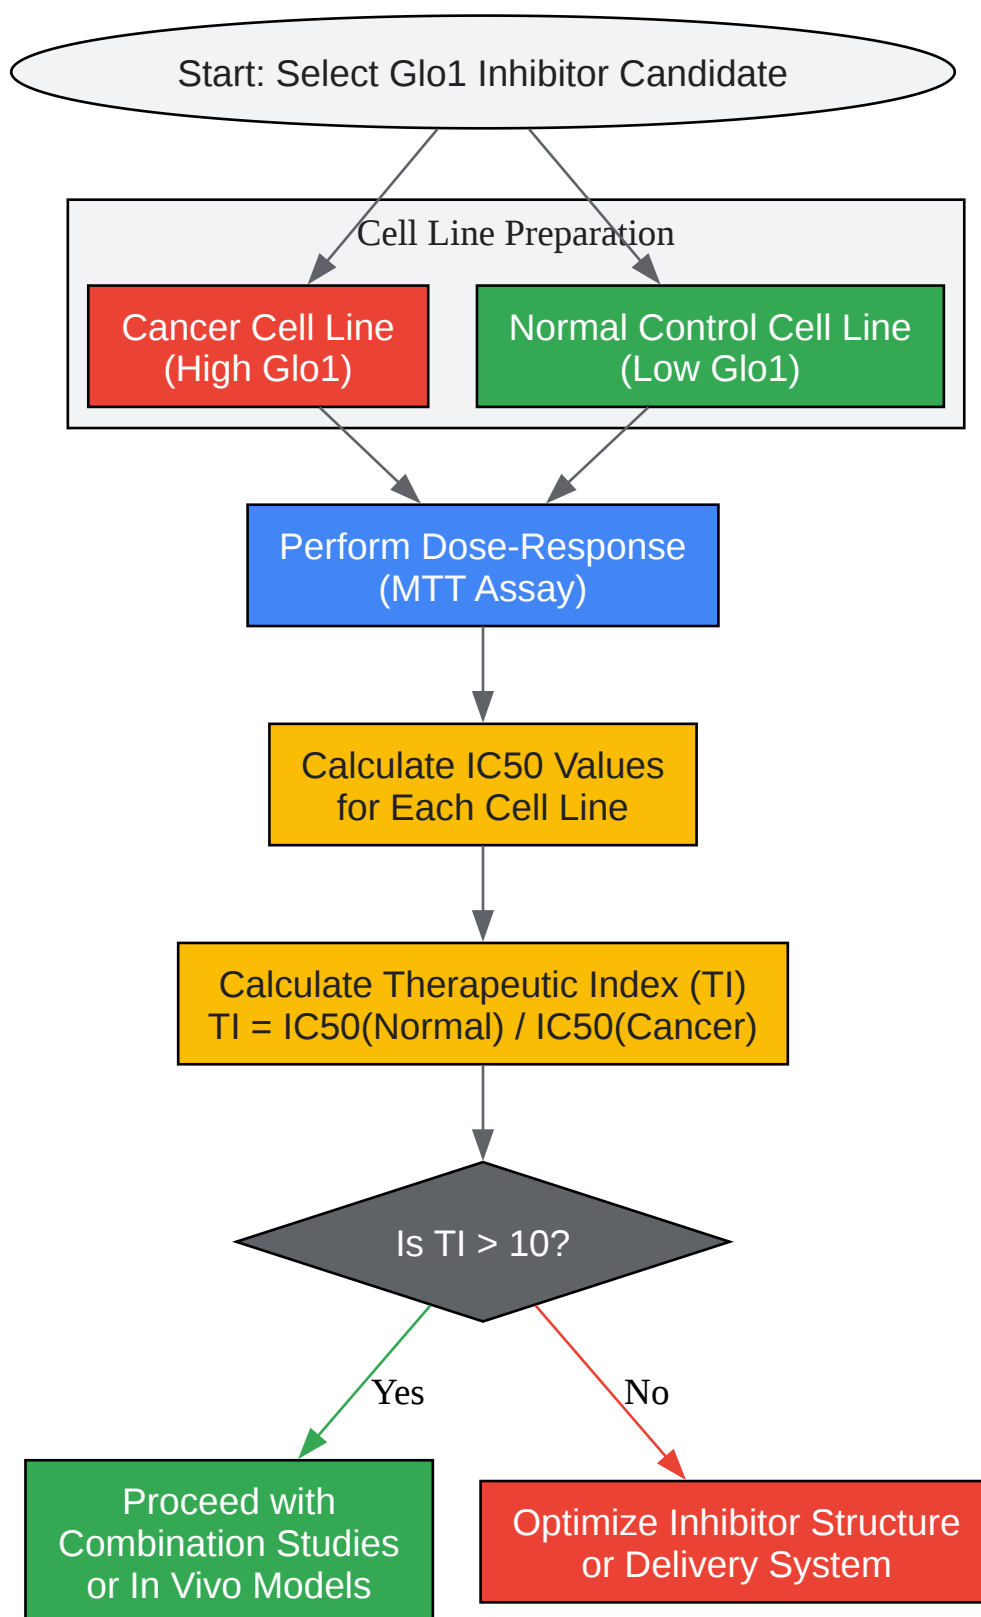 Start: Select Glo1 Inhibitor Candidate
Cell Line Preparation
Cancer Cell Line
(High Glo1)
Normal Control Cell Line
(Low Glo1)
Perform Dose-Response
(MTT Assay)
Calculate IC50 Values
for Each Cell Line
Calculate Therapeutic Index (TI)
TI = IC50(Normal) / IC50(Cancer)
Is TI > 10?
Yes
No
Proceed with
Combination Studies
or In Vivo Models
Optimize Inhibitor Structure
or Delivery System